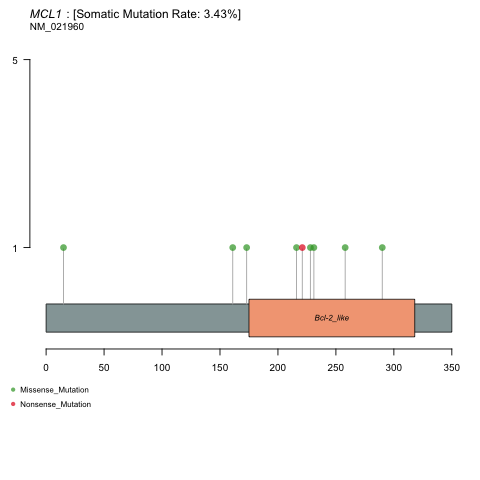 MCL1 : [Somatic Mutation Rate: 3.43%]
NM_021960
5
1
Bcl-2_like
0 50 100 150 200 250 300 350
Missense_Mutation
Nonsense_Mutation